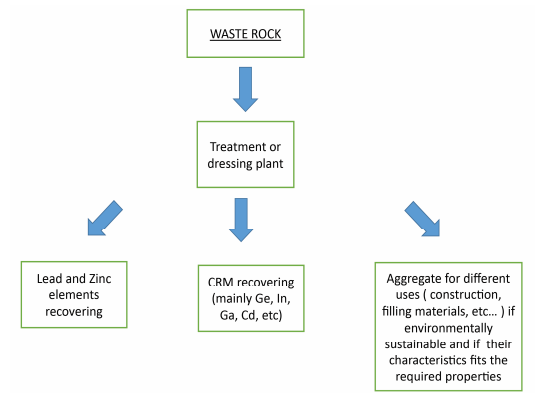 WASTE ROCK
Treatment or
dressing plant
Lead and Zinc
elements
recovering
CRM recovering
(mainly Ge, In,
Ga, Cd, etc)
Aggregate for different
uses ( construction,
filling materials, etc... ) if
environmentally
sustainable and if their
characteristics fits the
required properties